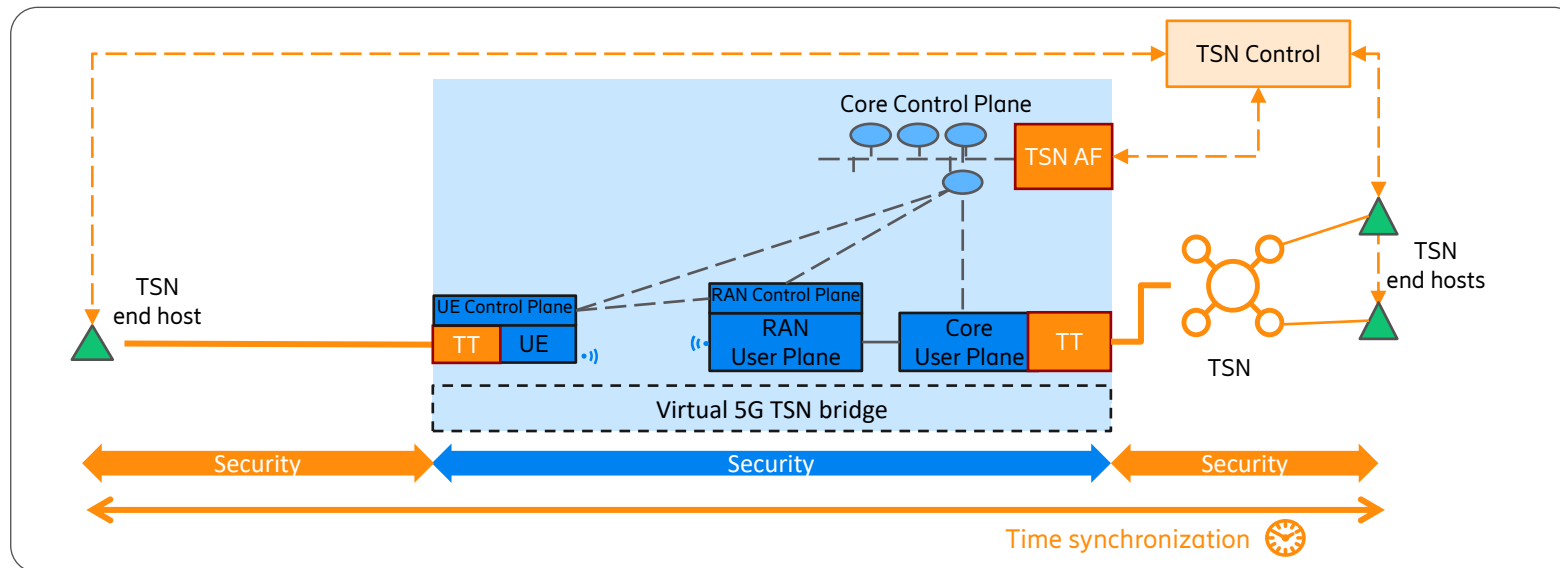 TSN Control
Core Control Plane
TSN AF
TSN
end host
TSN
end hosts
UE Control Plane
TT
UE
RAN Control Plane
RAN
User Plane
Core
User Plane
TT
TSN
Virtual 5G TSN bridge
Security
Security
Security
Time synchronization